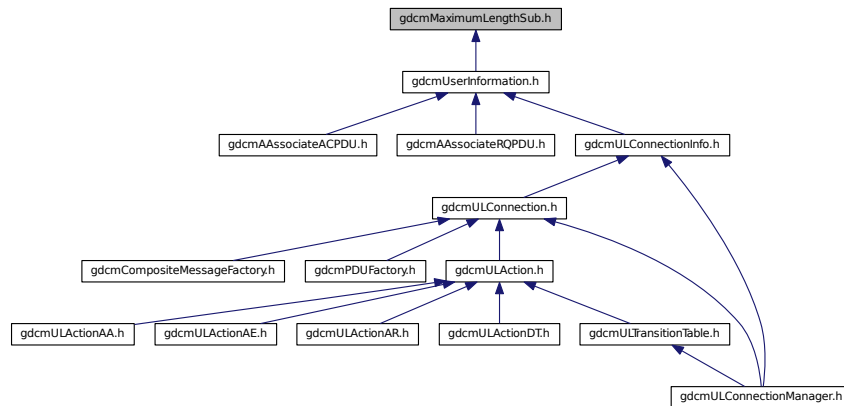 gdcmMaximumLengthSub.h
gdcmUserInformation.h
gdcmAAssociateACPDU.h
gdcmAAssociateRQPDU.h
gdcmULConnectionInfo.h
gdcmULConnection.h
gdcmCompositeMessageFactory.h
gdcmPDUFactory.h
gdcmULAction.h
gdcmULActionAA.h
gdcmULActionAE.h
gdcmULActionAR.h
gdcmULActionDT.h
gdcmULTransitionTable.h
gdcmULConnectionManager.h